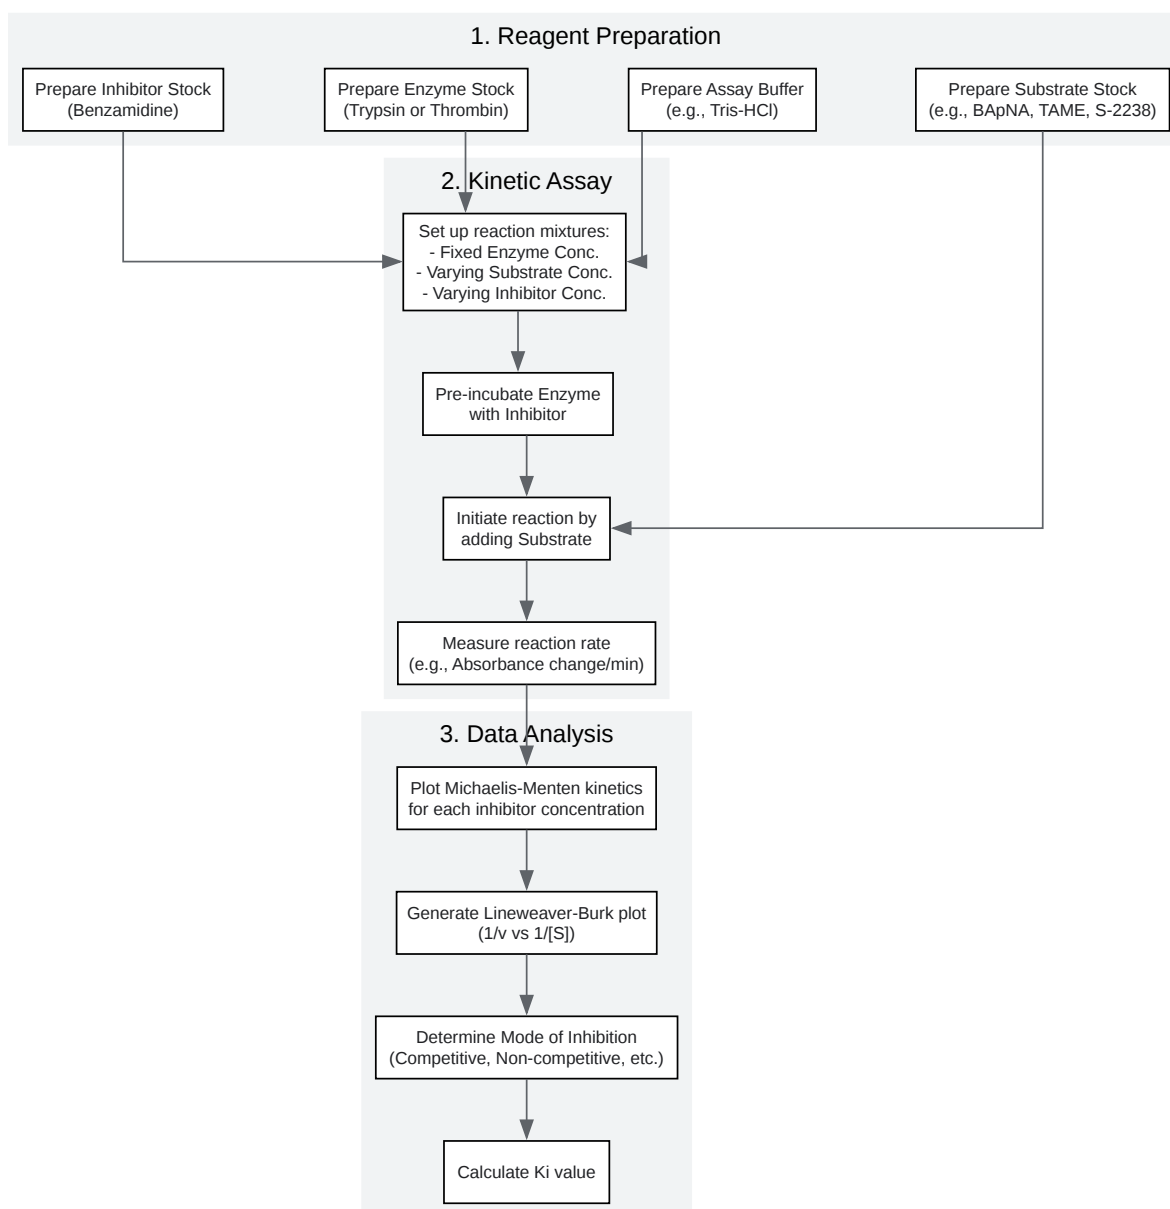 1. Reagent Preparation
Prepare Inhibitor Stock
(Benzamidine)
Prepare Enzyme Stock
(Trypsin or Thrombin)
Prepare Assay Buffer
(e.g., Tris-HCl)
Prepare Substrate Stock
(e.g., BApNA, TAME, S-2238)
2. Kinetic Assay
Set up reaction mixtures:
- Fixed Enzyme Conc.
- Varying Substrate Conc.
- Varying Inhibitor Conc.
Pre-incubate Enzyme
with Inhibitor
Initiate reaction by
adding Substrate
Measure reaction rate
(e.g., Absorbance change/min)
3. Data Analysis
Plot Michaelis-Menten kinetics
for each inhibitor concentration
Generate Lineweaver-Burk plot
(1/v vs 1/[S])
Determine Mode of Inhibition
(Competitive, Non-competitive, etc.)
Calculate Ki value